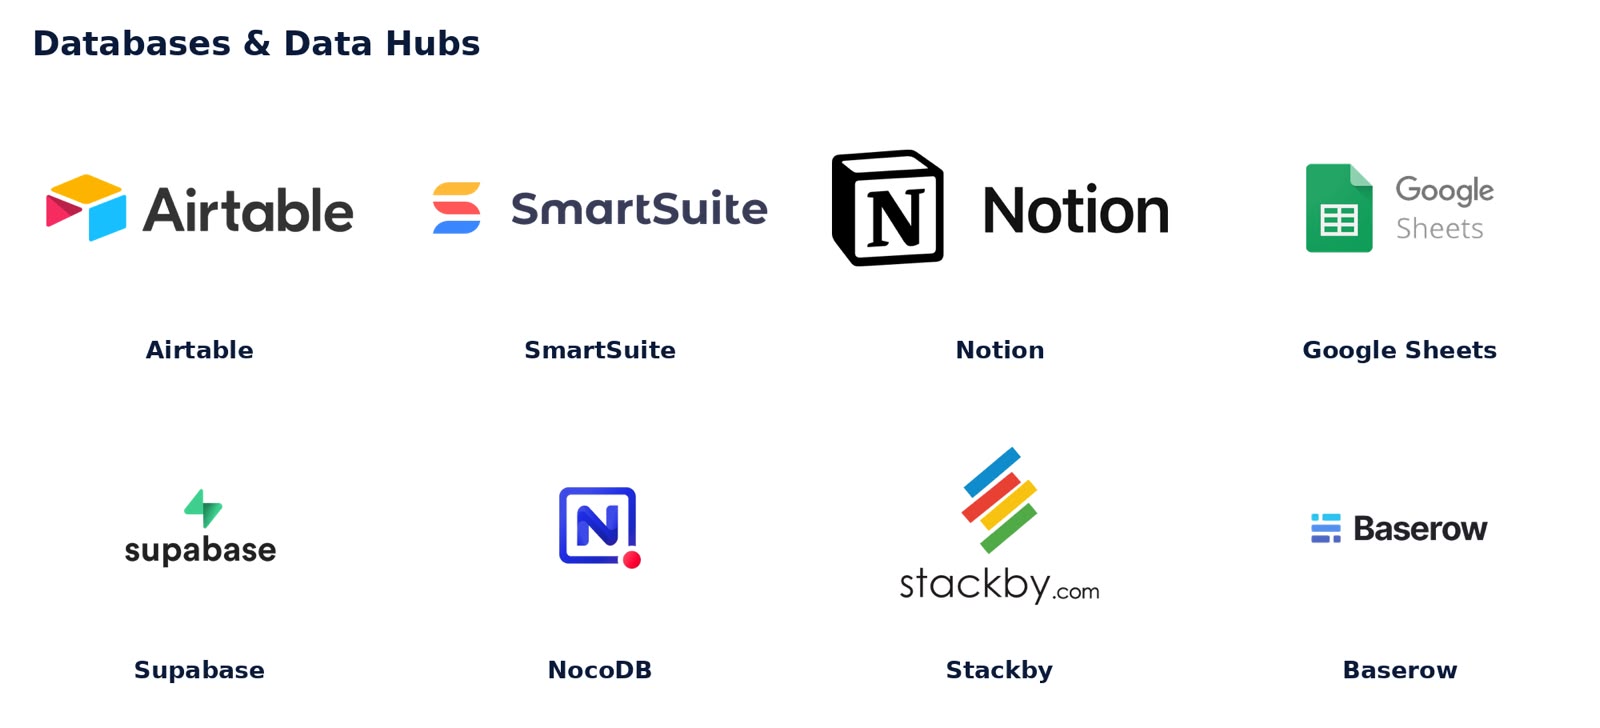 Databases & Data Hubs
Airtable
SmartSuite
N Notion
Google
Sheets
Airtable
SmartSuite
Notion
Google Sheets
supabase
N
stackby.com
Baserow
Supabase
NocoDB
Stackby
Baserow